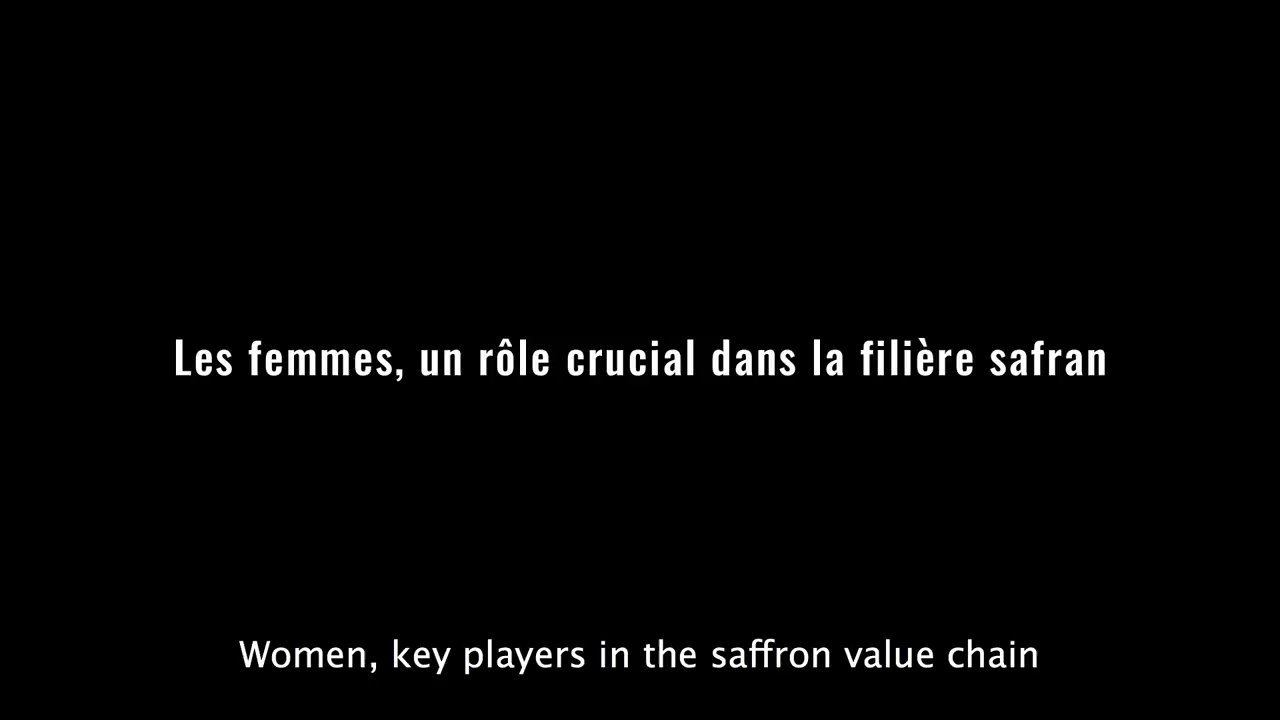 Les femmes, un rôle crucial dans la filière safran
Women, key players in the saffron value chain